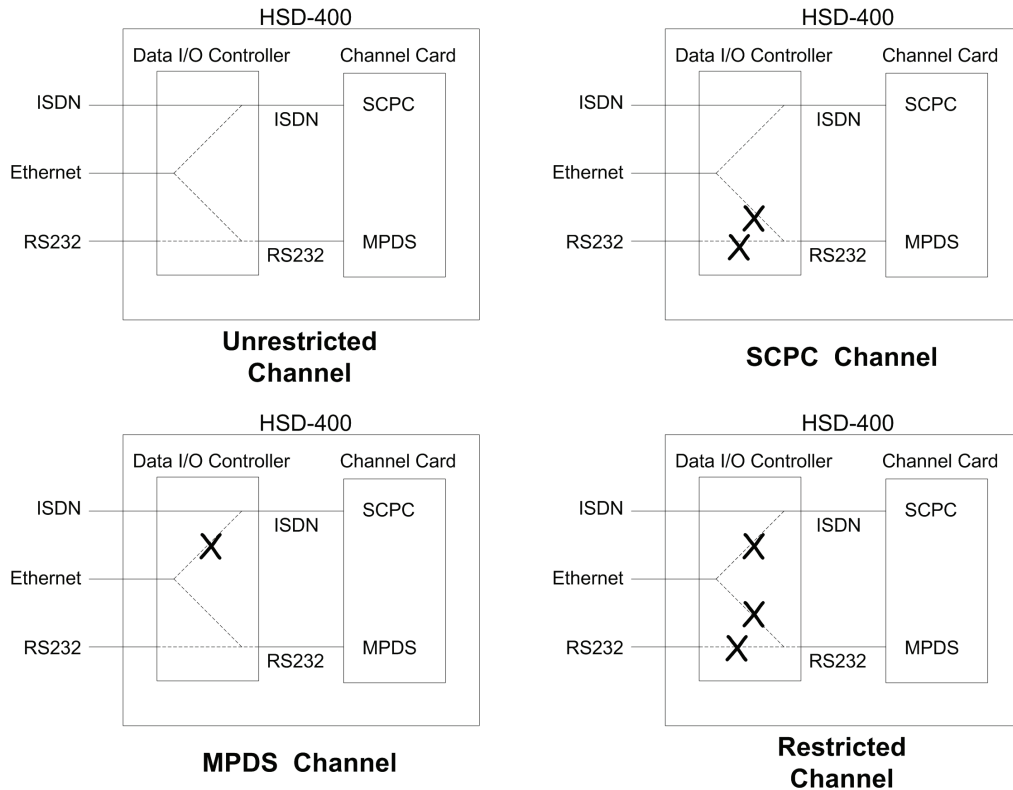 HSD-400
Data I/O Controller
Channel Card
ISDN
SCPC
ISDN
Ethernet
RS232
MPDS
RS232
Unrestricted
Channel
HSD-400
Data I/O Controller
Channel Card
ISDN
SCPC
ISDN
Ethernet
RS232
MPDS
RS232
SCPC Channel
HSD-400
Data I/O Controller
Channel Card
ISDN
SCPC
ISDN
Ethernet
RS232
MPDS
RS232
MPDS Channel
HSD-400
Data I/O Controller
Channel Card
ISDN
SCPC
ISDN
Ethernet
RS232
MPDS
RS232
Restricted
Channel